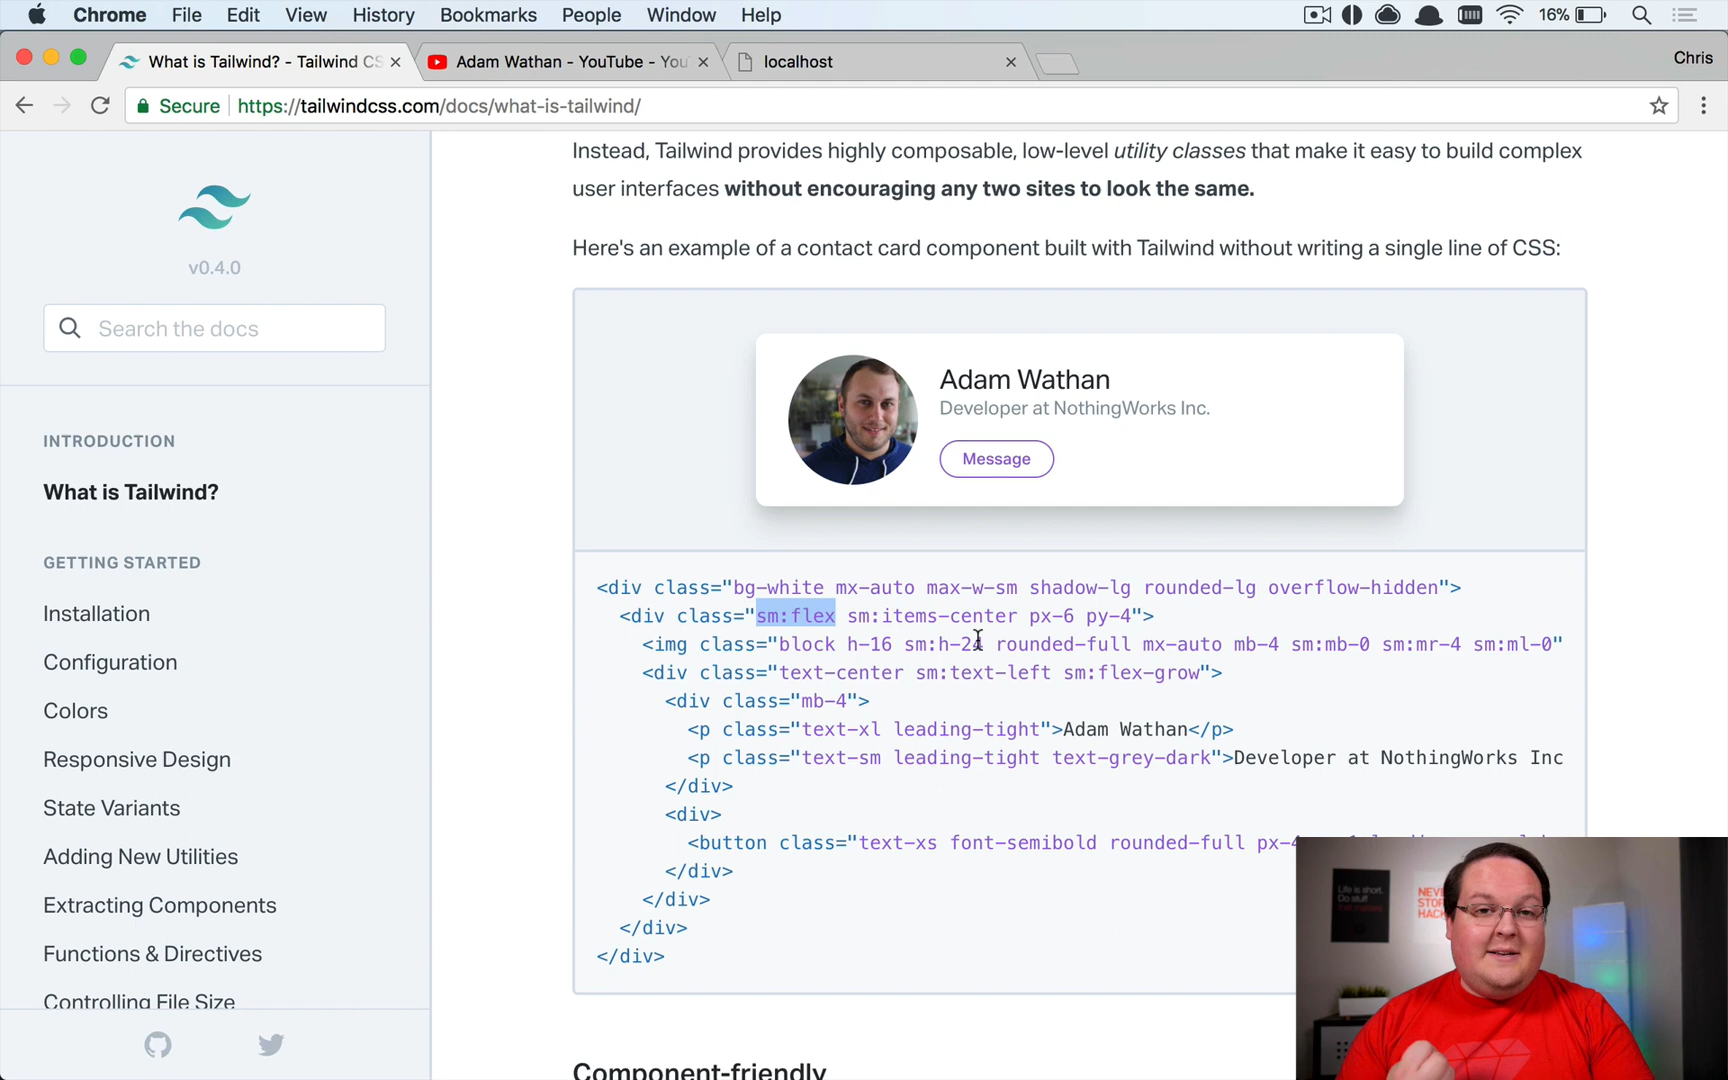 Chrome File Edit View History Bookmarks People Window Help 16%
What is Tailwind? - Tailwind CS Adam Wathan - YouTube - You localhost Chris
Secure https://tailwindcss.com/docs/what-is-tailwind/
v0.4.0
Search the docs
INTRODUCTION
What is Tailwind?
GETTING STARTED
Installation
Configuration
Colors
Responsive Design
State Variants
Adding New Utilities
Extracting Components
Functions & Directives
Controlling File Size
Instead, Tailwind provides highly composable, low-level utility classes that make it easy to build complex
user interfaces without encouraging any two sites to look the same.
Here's an example of a contact card component built with Tailwind without writing a single line of CSS:
Adam Wathan
Developer at NothingWorks Inc.
Message
<div class="bg-white mx-auto max-w-sm shadow-lg rounded-lg overflow-hidden">
<div class="sm:flex sm:items-center px-6 py-4">
<img class="block h-16 sm:h-24 rounded-full mx-auto mb-4 sm:mb-0 sm:mr-4 sm:ml-0"
<div class="text-center sm:text-left sm:flex-grow">
<div class="mb-4">
<p class="text-xl leading-tight">Adam Wathan</p>
<p class="text-sm leading-tight text-grey-dark">Developer at NothingWorks Inc
</div>
<div>
<button class="text-xs font-semibold rounded-full px-4
</div>
</div>
</div>
</div>
Component-friendly
Life is short.
Do stuff
NEVE
STOP
HACK